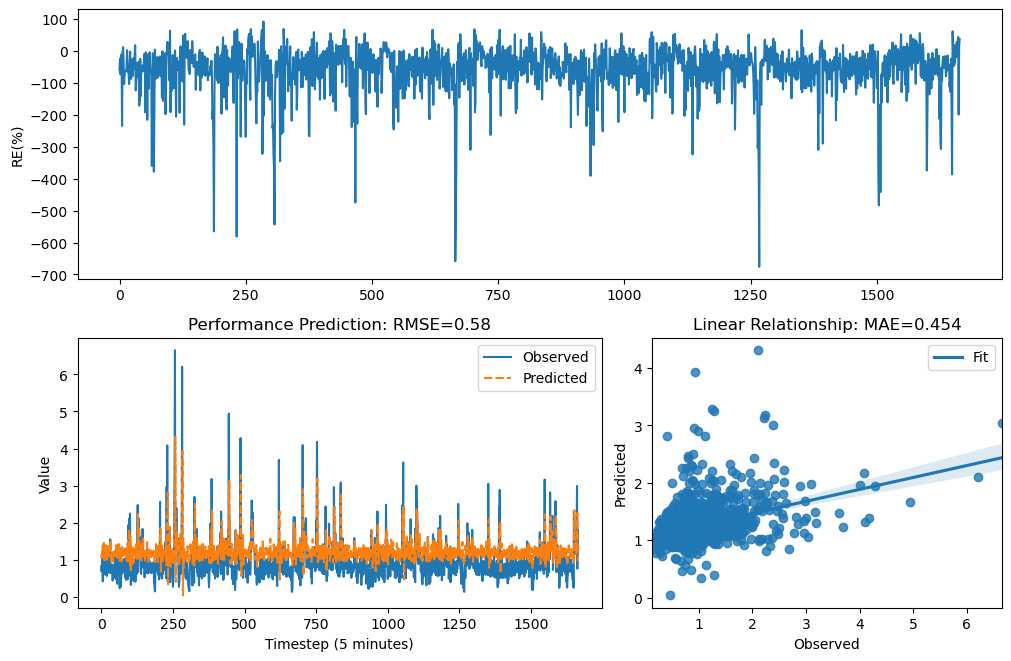 RE(%)
100
0
−100
−200
−300
−400
−500
−600
−700
0 250 500 750 1000 1250 1500
Performance Prediction: RMSE=0.58
Value
6
5
4
3
2
1
0
Observed
Predicted
0 250 500 750 1000 1250 1500
Timestep (5 minutes)
Linear Relationship: MAE=0.454
Predicted
4
3
2
1
0
Fit
1 2 3 4 5 6
Observed